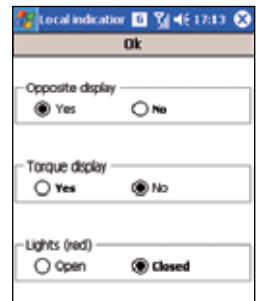 Local indication 17:13
Ok
Opposite display
Yes No
Torque display
Yes No
Lights (red)
Open Closed